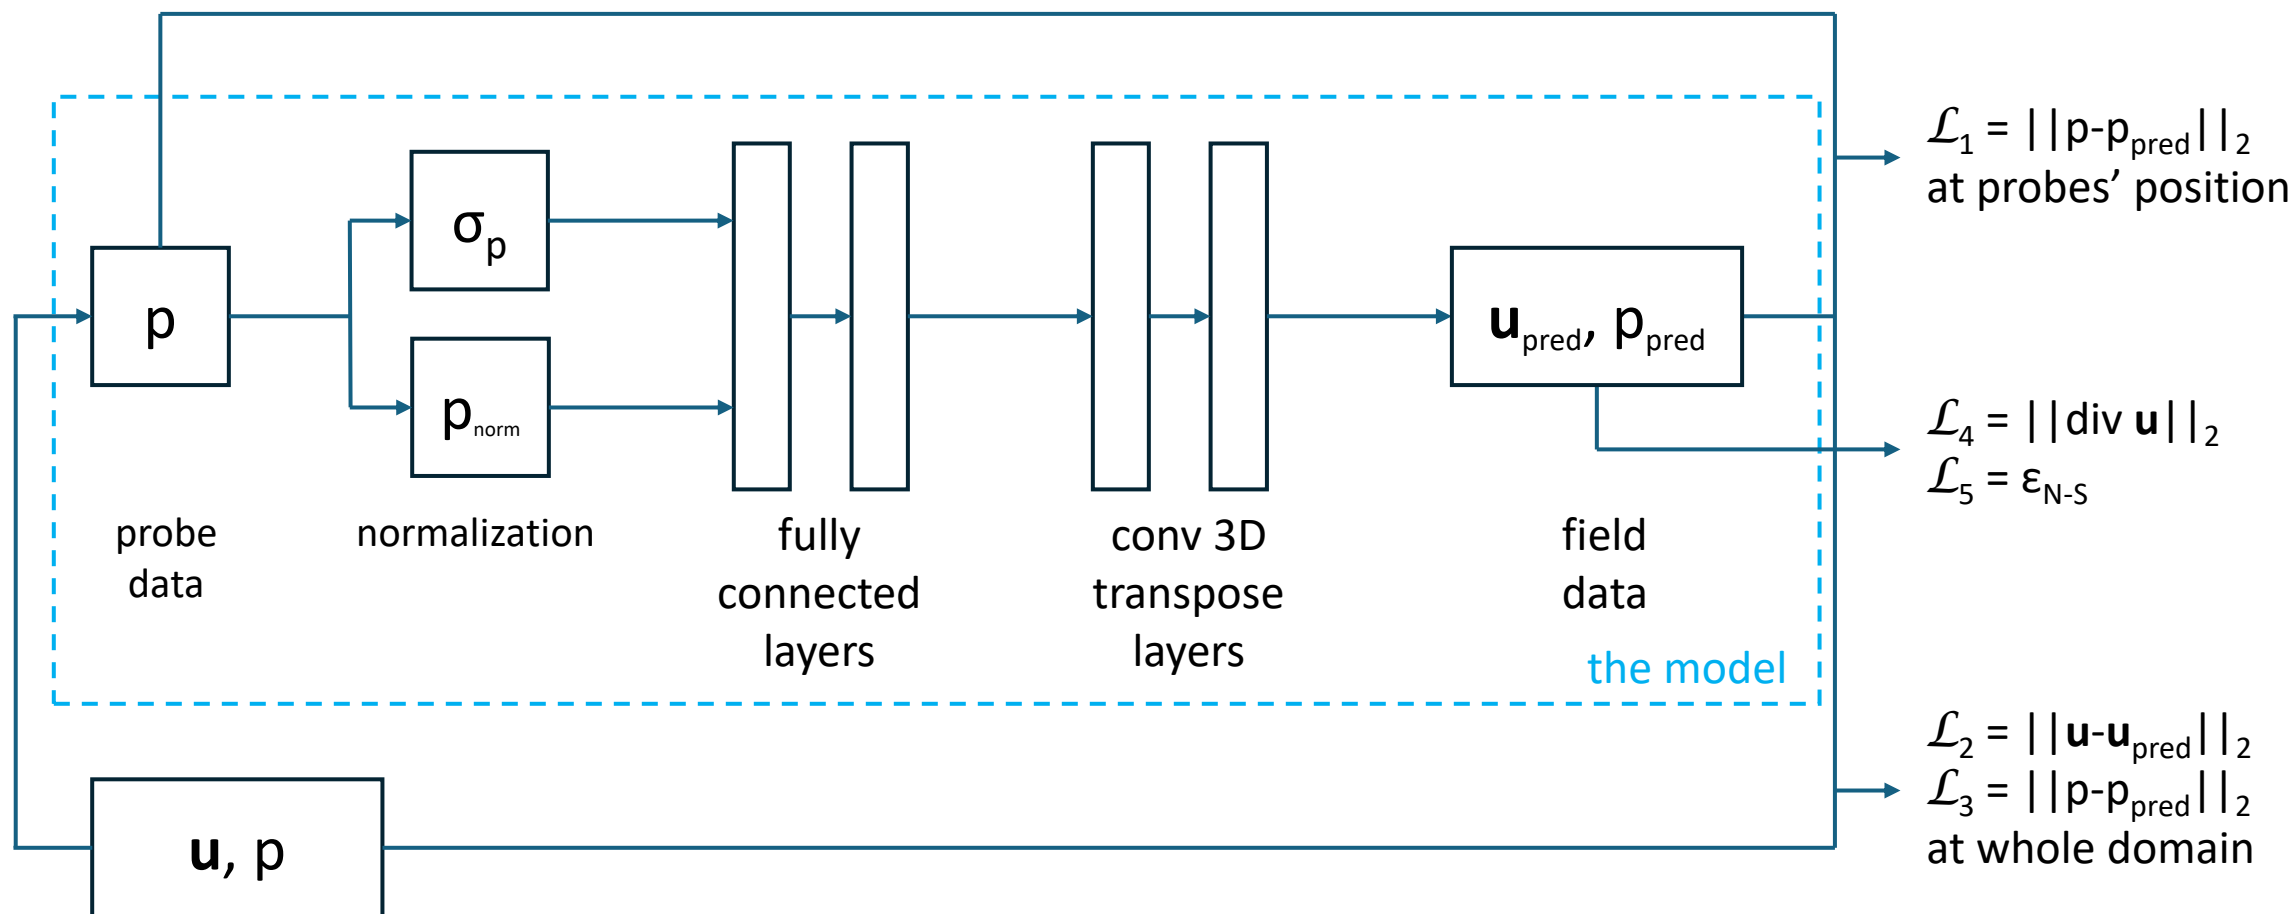 p
σp
pnorm
upred, ppred
probe
data
normalization
fully
connected
layers
conv 3D
transpose
layers
field
data
the model
u, p
ℒ1 = ||p-ppred||2
at probes’ position
ℒ4 = ||div u||2
ℒ5 = εN-S
ℒ2 = ||u-upred||2
ℒ3 = ||p-ppred||2
at whole domain